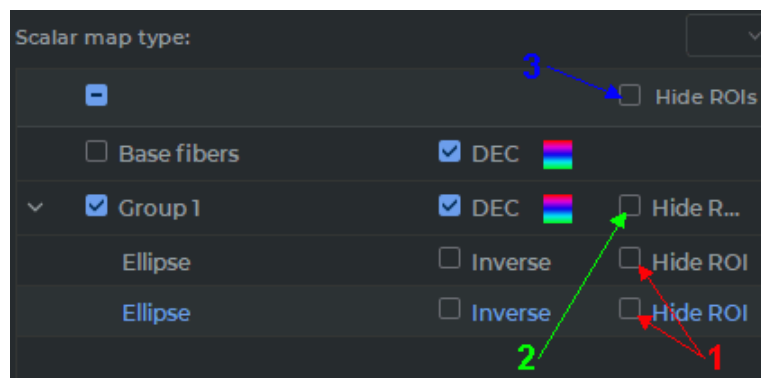 Scalar map type:
3
Hide ROIs
Base fibers DEC
Group 1 DEC Hide R...
Ellipse Inverse Hide ROI
Ellipse Inverse Hide ROI
2 1